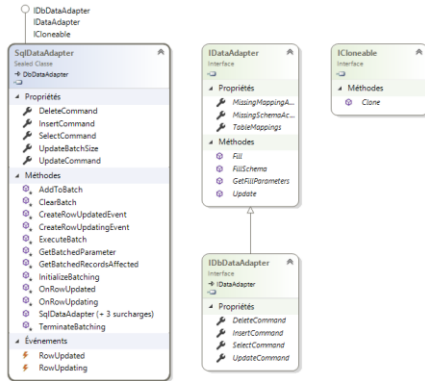 IDbDataAdapter
IDataAdapter
ICloneable
SqlDataAdapter
Sealed Classe
DbDataAdapter
Propriétés
DeleteCommand
InsertCommand
SelectCommand
UpdateBatchSize
UpdateCommand
Méthodes
AddToBatch
ClearBatch
CreateRowUpdatedEvent
CreateRowUpdatingEvent
ExecuteBatch
GetBatchedParameter
GetBatchedRecordsAffected
InitializeBatching
OnRowUpdated
OnRowUpdating
SqlDataAdapter (+ 3 surcharges)
TerminateBatching
Événements
RowUpdated
RowUpdating
IDataAdapter
Interface
Propriétés
MissingMappingA...
MissingSchemaAc...
TableMappings
Méthodes
Fill
FillSchema
GetFillParameters
Update
ICloneable
Interface
Méthodes
Clone
IDbDataAdapter
Interface
IDataAdapter
Propriétés
DeleteCommand
InsertCommand
SelectCommand
UpdateCommand